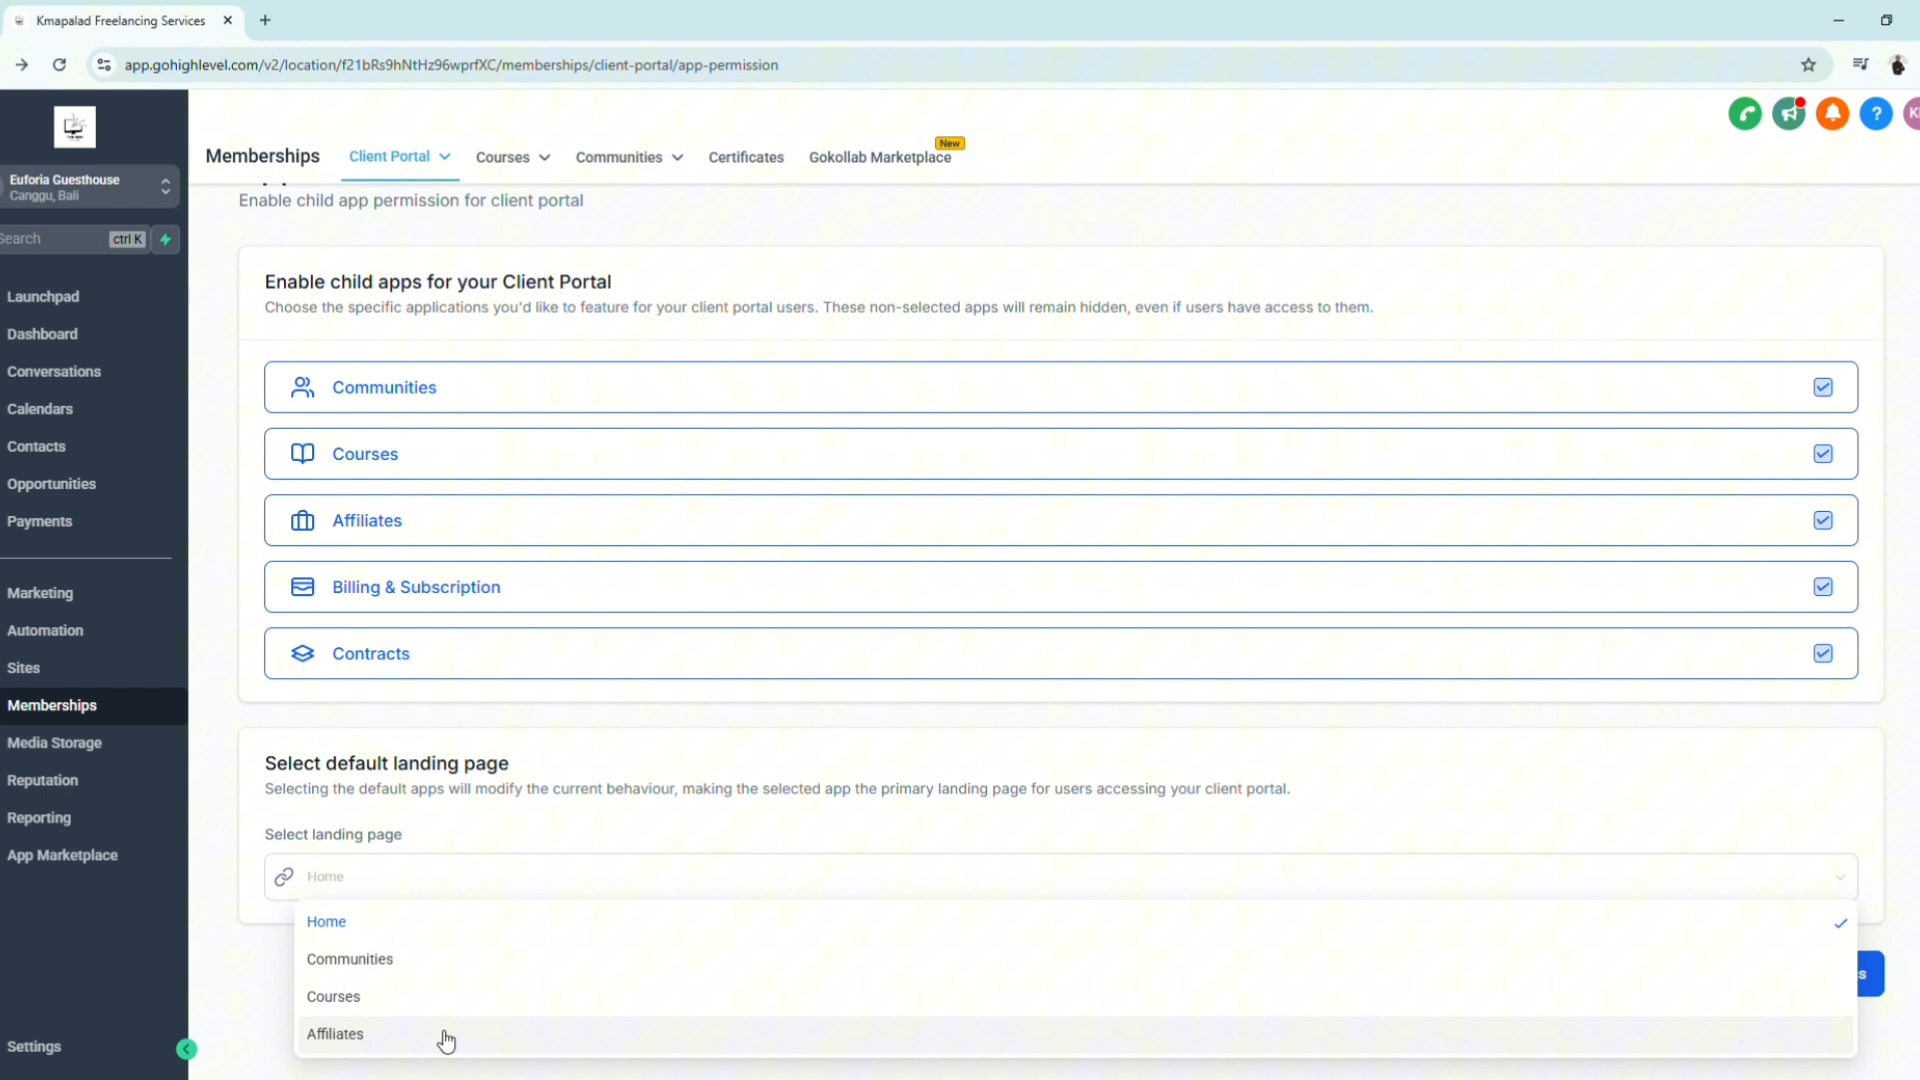 Kmapalad Freelancing Services
app.gohighlevel.com/v2/location/f21bRs9hNtHz96wprfXC/memberships/client-portal/app-permission
Euforia Guesthouse
Canggu, Bali
Search
ctrl K
Launchpad
Dashboard
Conversations
Calendars
Contacts
Opportunities
Payments
Marketing
Automation
Sites
Memberships
Media Storage
Reputation
Reporting
App Marketplace
Settings
Memberships
Client Portal
Courses
Communities
Certificates
Gokollab Marketplace
New
?
Enable child app permission for client portal
Enable child apps for your Client Portal
Choose the specific applications you'd like to feature for your client portal users. These non-selected apps will remain hidden, even if users have access to them.
Communities
Courses
Affiliates
Billing & Subscription
Contracts
Select default landing page
Selecting the default apps will modify the current behaviour, making the selected app the primary landing page for users accessing your client portal.
Select landing page
Home
Home
Communities
Courses
Affiliates